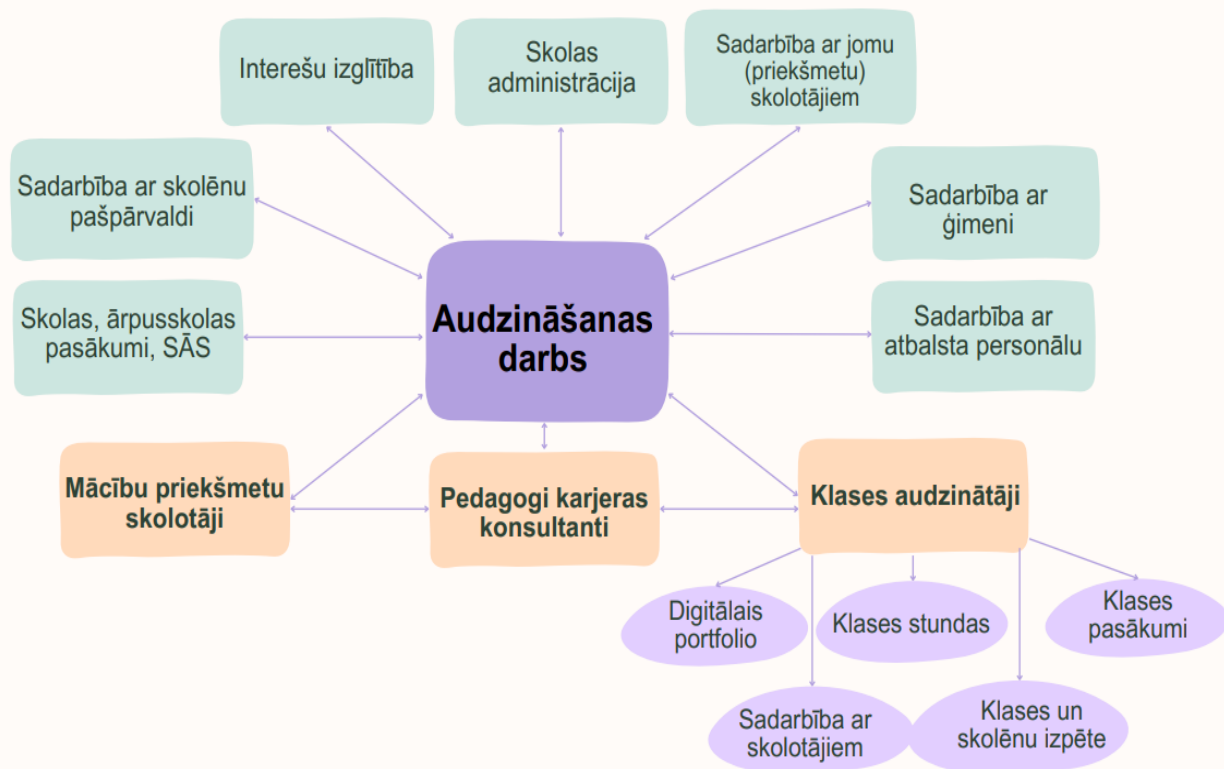 Interešu izglītība
Skolas
administrācija
Sadarbība ar jomu
(priekšmetu)
skolotājiem
Sadarbība ar skolēnu
pašpārvaldi
Sadarbība ar
ģimeni
Skolas, ārpusskolas
pasākumi, SĀS
Audzināšanas
darbs
Sadarbība ar
atbalsta personālu
Mācību priekšmetu
skolotāji
Pedagogi karjeras
konsultanti
Klases audzinātāji
Digitālais
portfolio
Klases stundas
Klases
pasākumi
Sadarbība ar
skolotājiem
Klases un
skolēnu izpēte